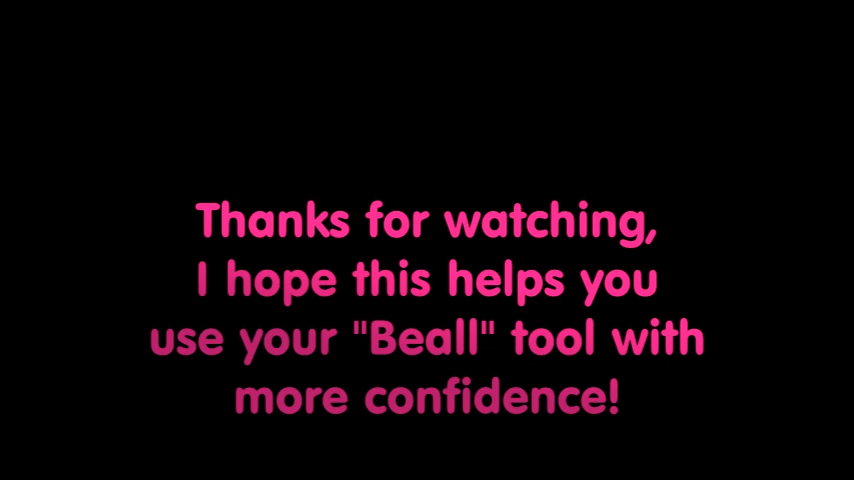 Thanks for watching,
I hope this helps you
use your "Beall" tool with
more confidence!